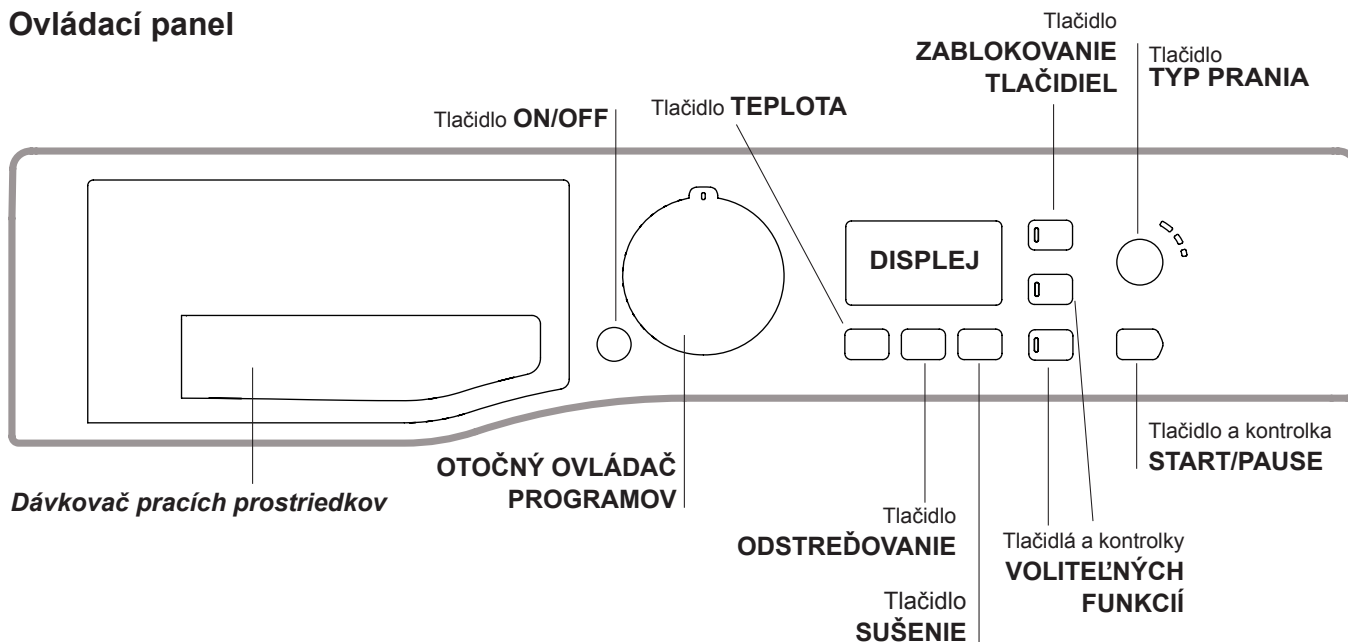 Ovládací panel
Tlačidlo
ZABLOKOVANIE
TLAČIDIEL
Tlačidlo
TYP PRANIA
Tlačidlo ON/OFF
Tlačidlo TEPLOTA
DISPLEJ
Dávkovač pracích prostriedkov
OTOČNÝ OVLÁDAČ
PROGRAMOV
Tlačidlo
ODSTREĎOVANIE
Tlačidlo
SUŠENIE
Tlačidlá a kontrolky
VOLITEĽNÝCH
FUNKCIÍ
Tlačidlo a kontrolka
START/PAUSE